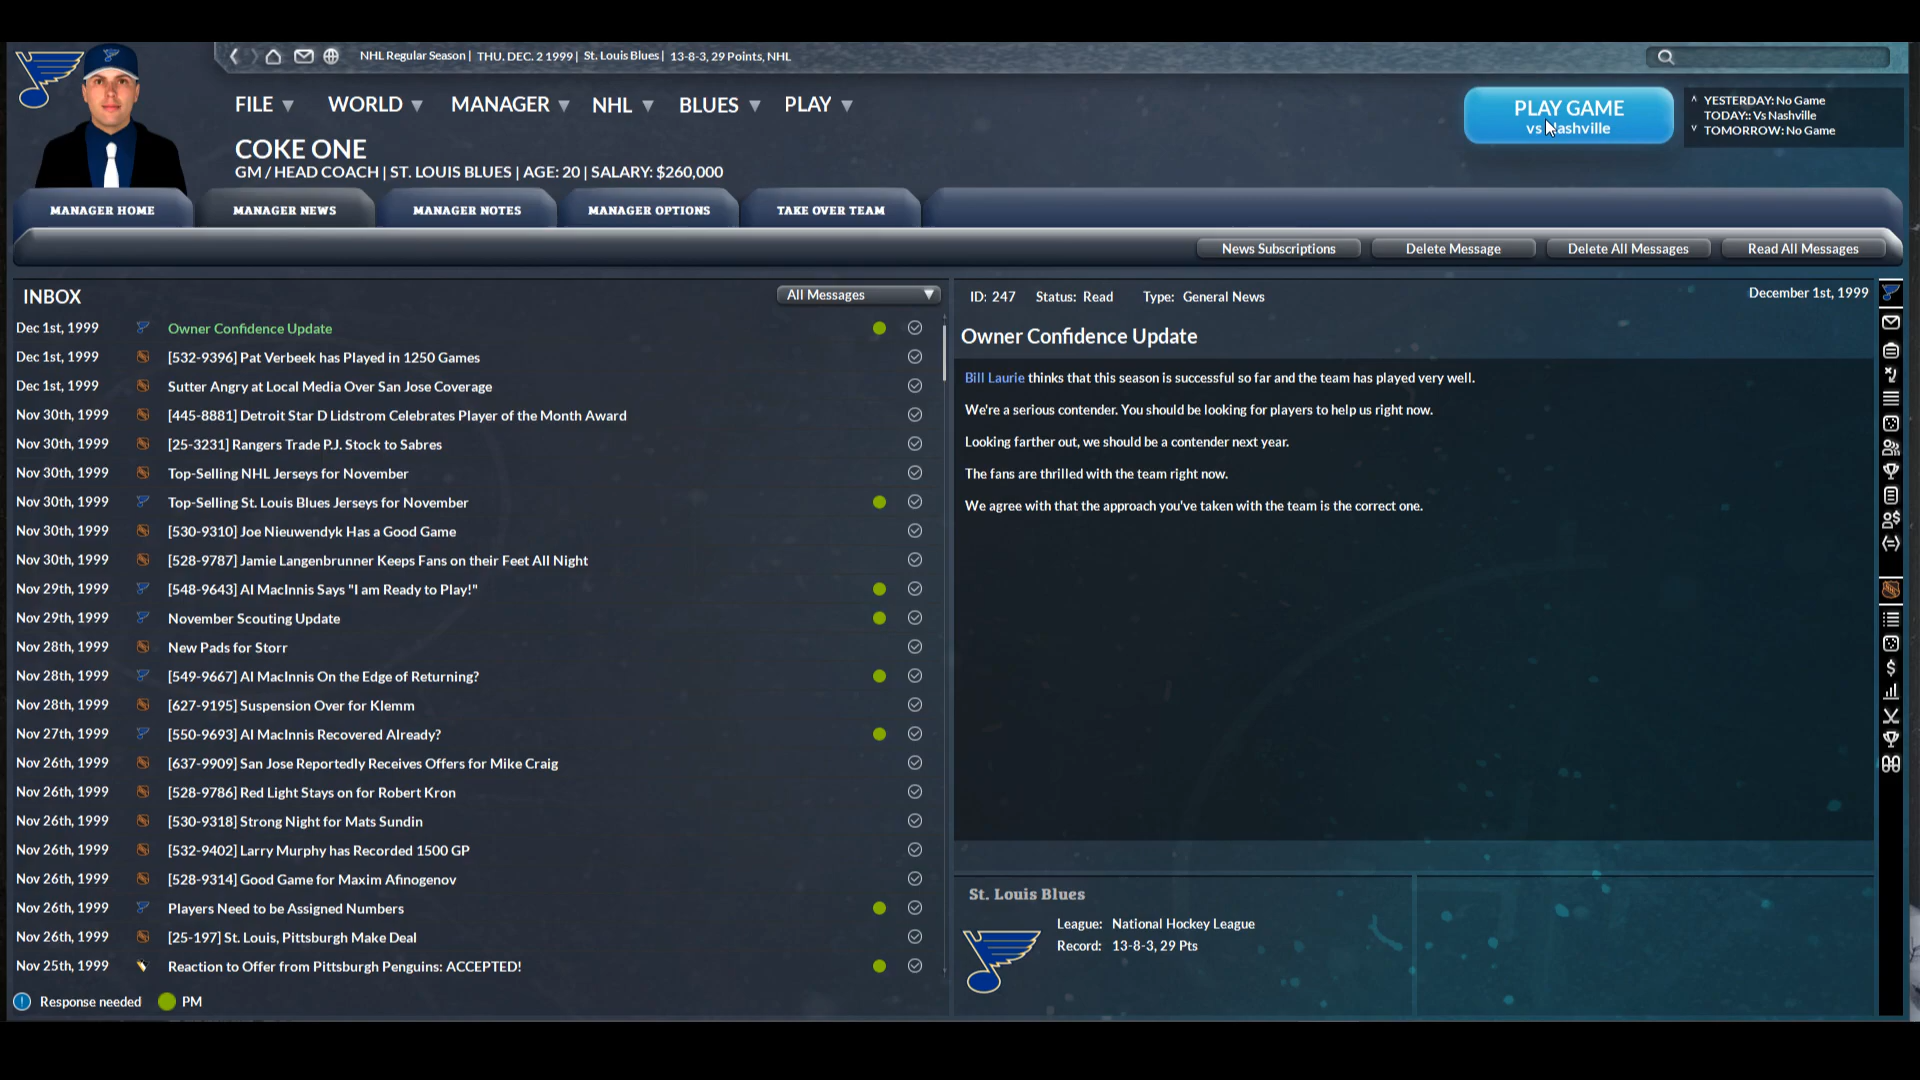 NHL Regular Season | THU. DEC. 2 1999 | St. Louis Blues | 13-8-3, 29 Points, NHL
FILE WORLD MANAGER NHL BLUES PLAY
PLAY GAME
vs Nashville
YESTERDAY: No Game
TODAY:: Vs Nashville
TOMORROW: No Game
COKE ONE
GM / HEAD COACH | ST. LOUIS BLUES | AGE: 20 | SALARY: $260,000
MANAGER HOME MANAGER NEWS MANAGER NOTES MANAGER OPTIONS TAKE OVER TEAM
News Subscriptions Delete Message Delete All Messages Read All Messages
INBOX All Messages
Dec 1st, 1999 Owner Confidence Update
Dec 1st, 1999 [532-9396] Pat Verbeek has Played in 1250 Games
Dec 1st, 1999 Sutter Angry at Local Media Over San Jose Coverage
Nov 30th, 1999 [445-8881] Detroit Star D Lidstrom Celebrates Player of the Month Award
Nov 30th, 1999 [25-3231] Rangers Trade P.J. Stock to Sabres
Nov 30th, 1999 Top-Selling NHL Jerseys for November
Nov 30th, 1999 Top-Selling St. Louis Blues Jerseys for November
Nov 30th, 1999 [530-9310] Joe Nieuwendyk Has a Good Game
Nov 30th, 1999 [528-9787] Jamie Langenbrunner Keeps Fans on their Feet All Night
Nov 29th, 1999 [548-9643] Al MacInnis Says "I am Ready to Play!"
Nov 29th, 1999 November Scouting Update
Nov 28th, 1999 New Pads for Storr
Nov 28th, 1999 [549-9667] Al MacInnis On the Edge of Returning?
Nov 28th, 1999 [627-9195] Suspension Over for Klemm
Nov 27th, 1999 [550-9693] Al MacInnis Recovered Already?
Nov 26th, 1999 [637-9909] San Jose Reportedly Receives Offers for Mike Craig
Nov 26th, 1999 [528-9786] Red Light Stays on for Robert Kron
Nov 26th, 1999 [530-9318] Strong Night for Mats Sundin
Nov 26th, 1999 [532-9402] Larry Murphy has Recorded 1500 GP
Nov 26th, 1999 [528-9314] Good Game for Maxim Afinogenov
Nov 26th, 1999 Players Need to be Assigned Numbers
Nov 26th, 1999 [25-197] St. Louis, Pittsburgh Make Deal
Nov 25th, 1999 Reaction to Offer from Pittsburgh Penguins: ACCEPTED!
Response needed PM
ID: 247 Status: Read Type: General News December 1st, 1999
Owner Confidence Update
Bill Laurie thinks that this season is successful so far and the team has played very well.
We're a serious contender. You should be looking for players to help us right now.
Looking farther out, we should be a contender next year.
The fans are thrilled with the team right now.
We agree with that the approach you've taken with the team is the correct one.
St. Louis Blues
League: National Hockey League
Record: 13-8-3, 29 Pts